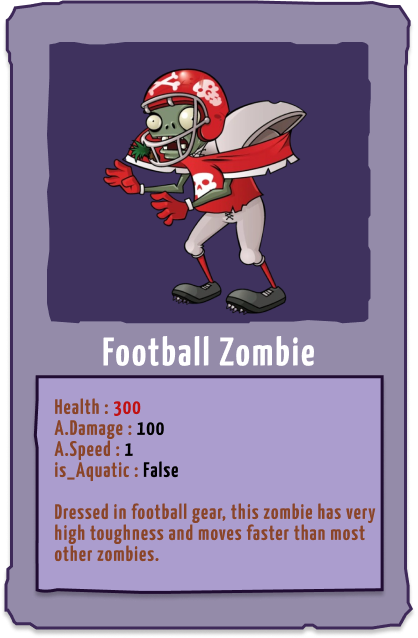 Football Zombie
Health : 300
A.Damage : 100
A.Speed : 1
is_Aquatic : False
Dressed in football gear, this zombie has very
high toughness and moves faster than most
other zombies.